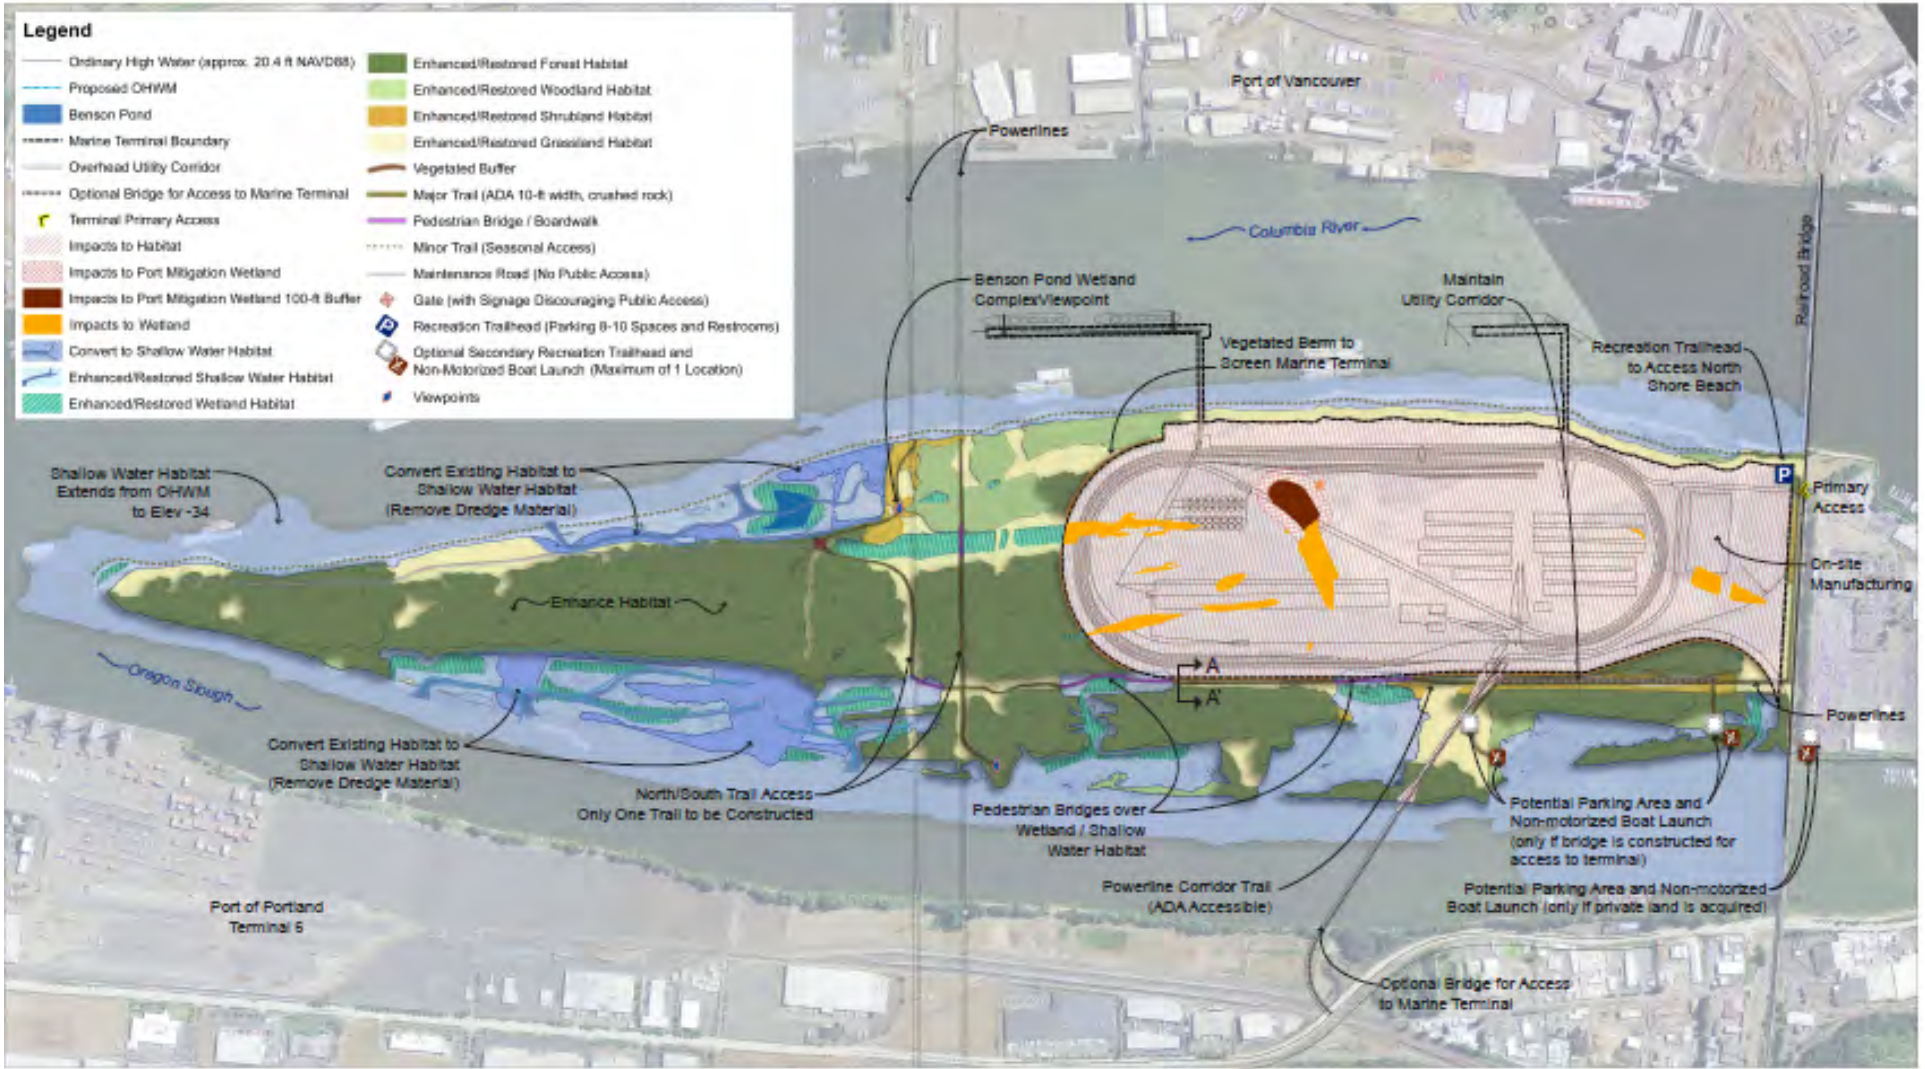 Legend
Ordinary High Water (approx. 20.4 ft NAVD88)
Proposed OHWM
Benson Pond
Marine Terminal Boundary
Overhead Utility Corridor
Optional Bridge for Access to Marine Terminal
Terminal Primary Access
Impacts to Habitat
Impacts to Port Mitigation Wetland
Impacts to Port Mitigation Wetland 100-ft Buffer
Impacts to Wetland
Convert to Shallow Water Habitat
Enhanced/Restored Shallow Water Habitat
Enhanced/Restored Wetland Habitat
Enhanced/Restored Forest Habitat
Enhanced/Restored Woodland Habitat
Enhanced/Restored Shrubland Habitat
Enhanced/Restored Grassland Habitat
Vegetated Buffer
Major Trail (ADA 10-ft width, crushed rock)
Pedestrian Bridge / Boardwalk
Minor Trail (Seasonal Access)
Maintenance Road (No Public Access)
Gate (with Signage Discouraging Public Access)
P
Recreation Trailhead (Parking 8-10 Spaces and Restrooms)
Optional Secondary Recreation Trailhead and
Non-Motorized Boat Launch (Maximum of 1 Location)
Viewpoints
Port of Vancouver
Powerlines
Columbia River
Railroad Bridge
Benson Pond Wetland
Complex Viewpoint
Maintain
Utility Corridor
Vegetated Berm to
Screen Marine Terminal
Recreation Trailhead
to Access North
Shore Beach
Shallow Water Habitat
Extends from OHWM
to Elev -34
Convert Existing Habitat to
Shallow Water Habitat
(Remove Dredge Material)
P
Primary
Access
On-site
Manufacturing
Enhance Habitat
Oregon Slough
A
A'
Powerlines
Convert Existing Habitat to
Shallow Water Habitat
(Remove Dredge Material)
North/South Trail Access
Only One Trail to be Constructed
Pedestrian Bridges over
Wetland / Shallow
Water Habitat
Potential Parking Area and
Non-motorized Boat Launch
(only if bridge is constructed for
access to terminal)
Powerline Corridor Trail
(ADA Accessible)
Potential Parking Area and Non-motorized
Boat Launch (only if private land is acquired)
Port of Portland
Terminal 6
Optional Bridge for Access
to Marine Terminal